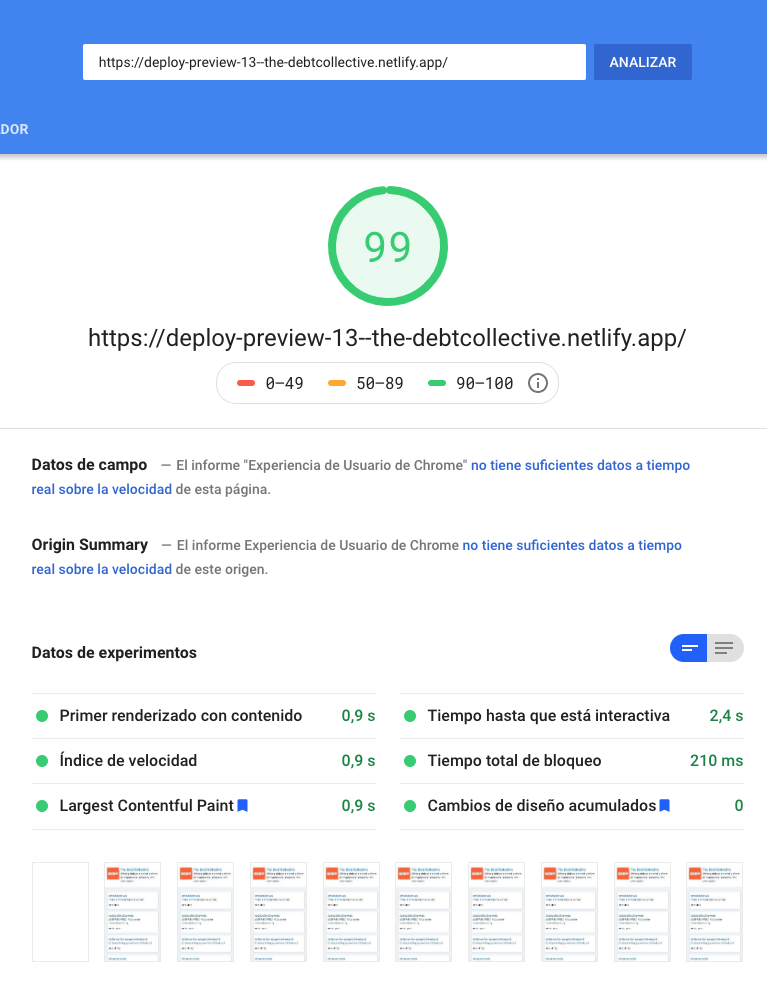 https://deploy-preview-13--the-debtcollective.netlify.app/
ANALIZAR
DOR
99
https://deploy-preview-13--the-debtcollective.netlify.app/
0–49 50–89 90–100
Datos de campo — El informe "Experiencia de Usuario de Chrome" no tiene suficientes datos a tiempo
real sobre la velocidad de esta página.
Origin Summary — El informe Experiencia de Usuario de Chrome no tiene suficientes datos a tiempo
real sobre la velocidad de este origen.
Datos de experimentos
Primer renderizado con contenido 0,9 s
Tiempo hasta que está interactiva 2,4 s
Índice de velocidad 0,9 s
Tiempo total de bloqueo 210 ms
Largest Contentful Paint 0,9 s
Cambios de diseño acumulados 0